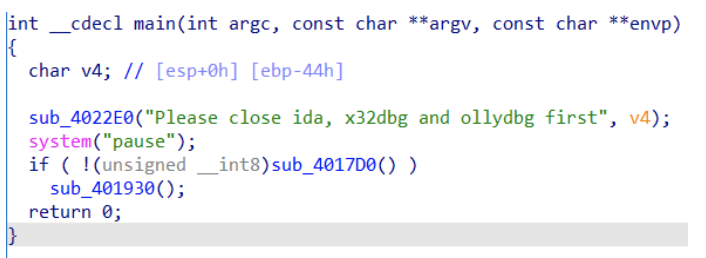 int __cdecl main(int argc, const char **argv, const char **envp)
{
  char v4; // [esp+0h] [ebp-44h]

  sub_4022E0("Please close ida, x32dbg and ollydbg first", v4);
  system("pause");
  if ( !(unsigned __int8)sub_4017D0() )
    sub_401930();
  return 0;
}